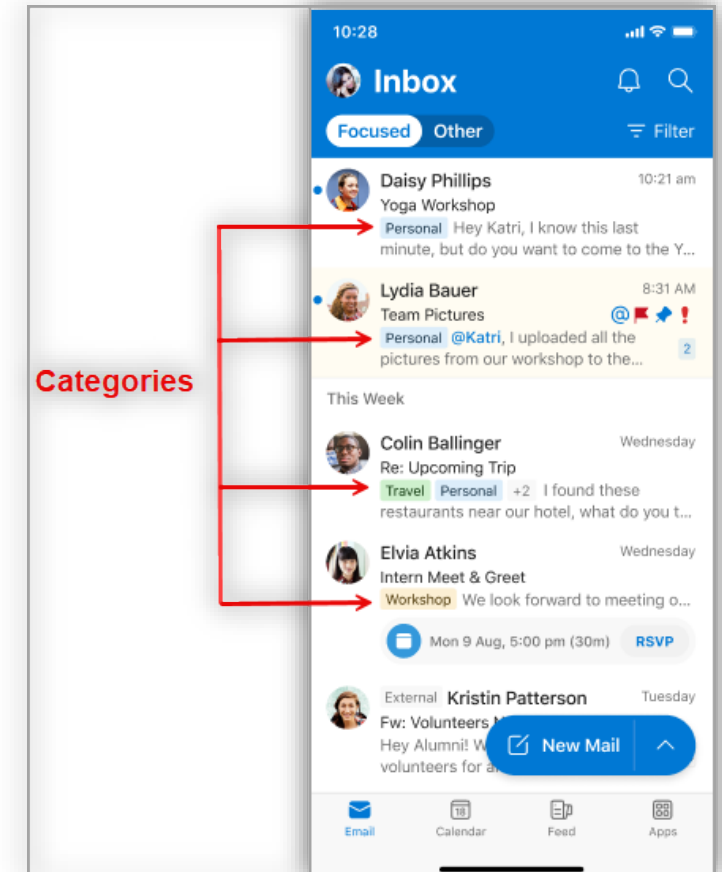 10:28
Inbox
Focused Other Filter
Daisy Phillips 10:21 am
Yoga Workshop
Personal Hey Katri, I know this last
minute, but do you want to come to the Y...
Lydia Bauer 8:31 AM
Team Pictures @
Personal @Katri, I uploaded all the
pictures from our workshop to the... 2
Categories
This Week
Colin Ballinger Wednesday
Re: Upcoming Trip
Travel Personal +2 I found these
restaurants near our hotel, what do you t...
Elvia Atkins Wednesday
Intern Meet & Greet
Workshop We look forward to meeting o...
Mon 9 Aug, 5:00 pm (30m) RSVP
External Kristin Patterson Tuesday
Fw: Volunteers
Hey Alumni!
volunteers for
New Mail
18
Email Calendar Feed Apps